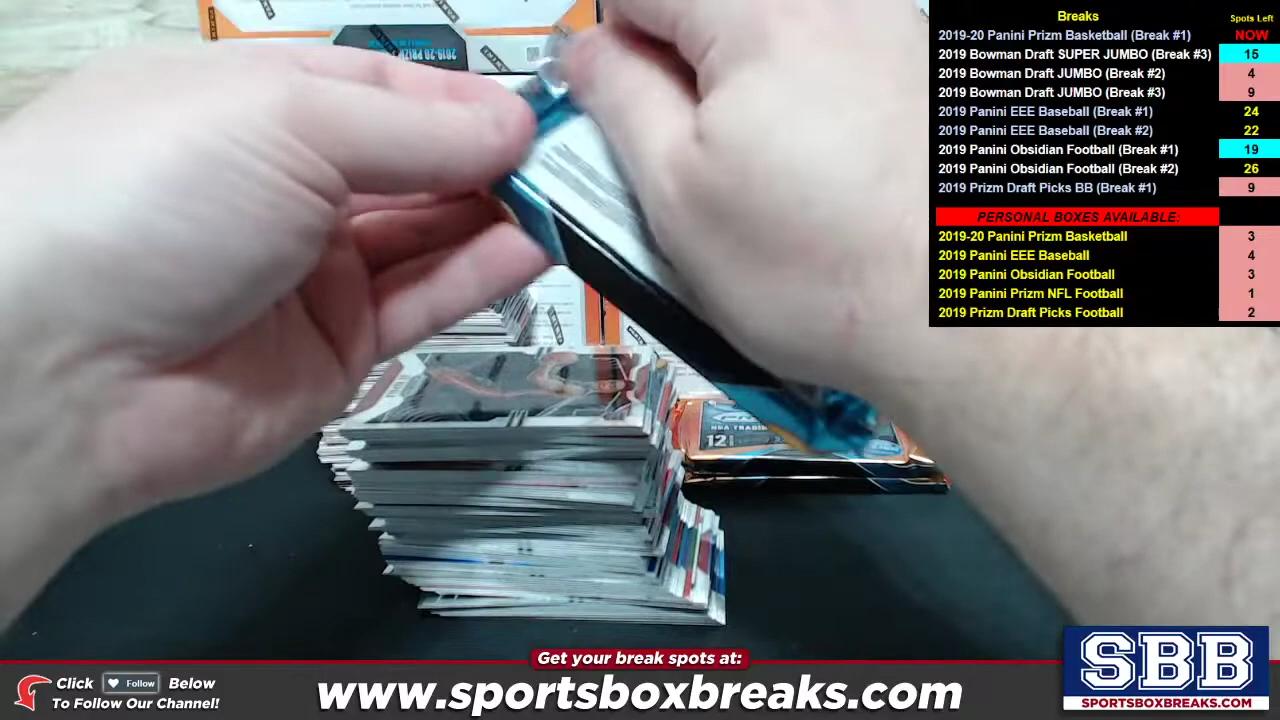 Breaks
Spots Left
2019-20 Panini Prizm Basketball (Break #1) NOW
2019 Bowman Draft SUPER JUMBO (Break #3) 15
2019 Bowman Draft JUMBO (Break #2) 4
2019 Bowman Draft JUMBO (Break #3) 9
2019 Panini EEE Baseball (Break #1) 24
2019 Panini EEE Baseball (Break #2) 22
2019 Panini Obsidian Football (Break #1) 19
2019 Panini Obsidian Football (Break #2) 26
2019 Prizm Draft Picks BB (Break #1) 9
PERSONAL BOXES AVAILABLE:
2019-20 Panini Prizm Basketball 3
2019 Panini EEE Baseball 4
2019 Panini Obsidian Football 3
2019 Panini Prizm NFL Football 1
2019 Prizm Draft Picks Football 2
2019-20 PRIZM
NBA
12
Get your break spots at:
Click Follow Below
To Follow Our Channel!
www.sportsboxbreaks.com
SBB
SPORTSBOXBREAKS.COM